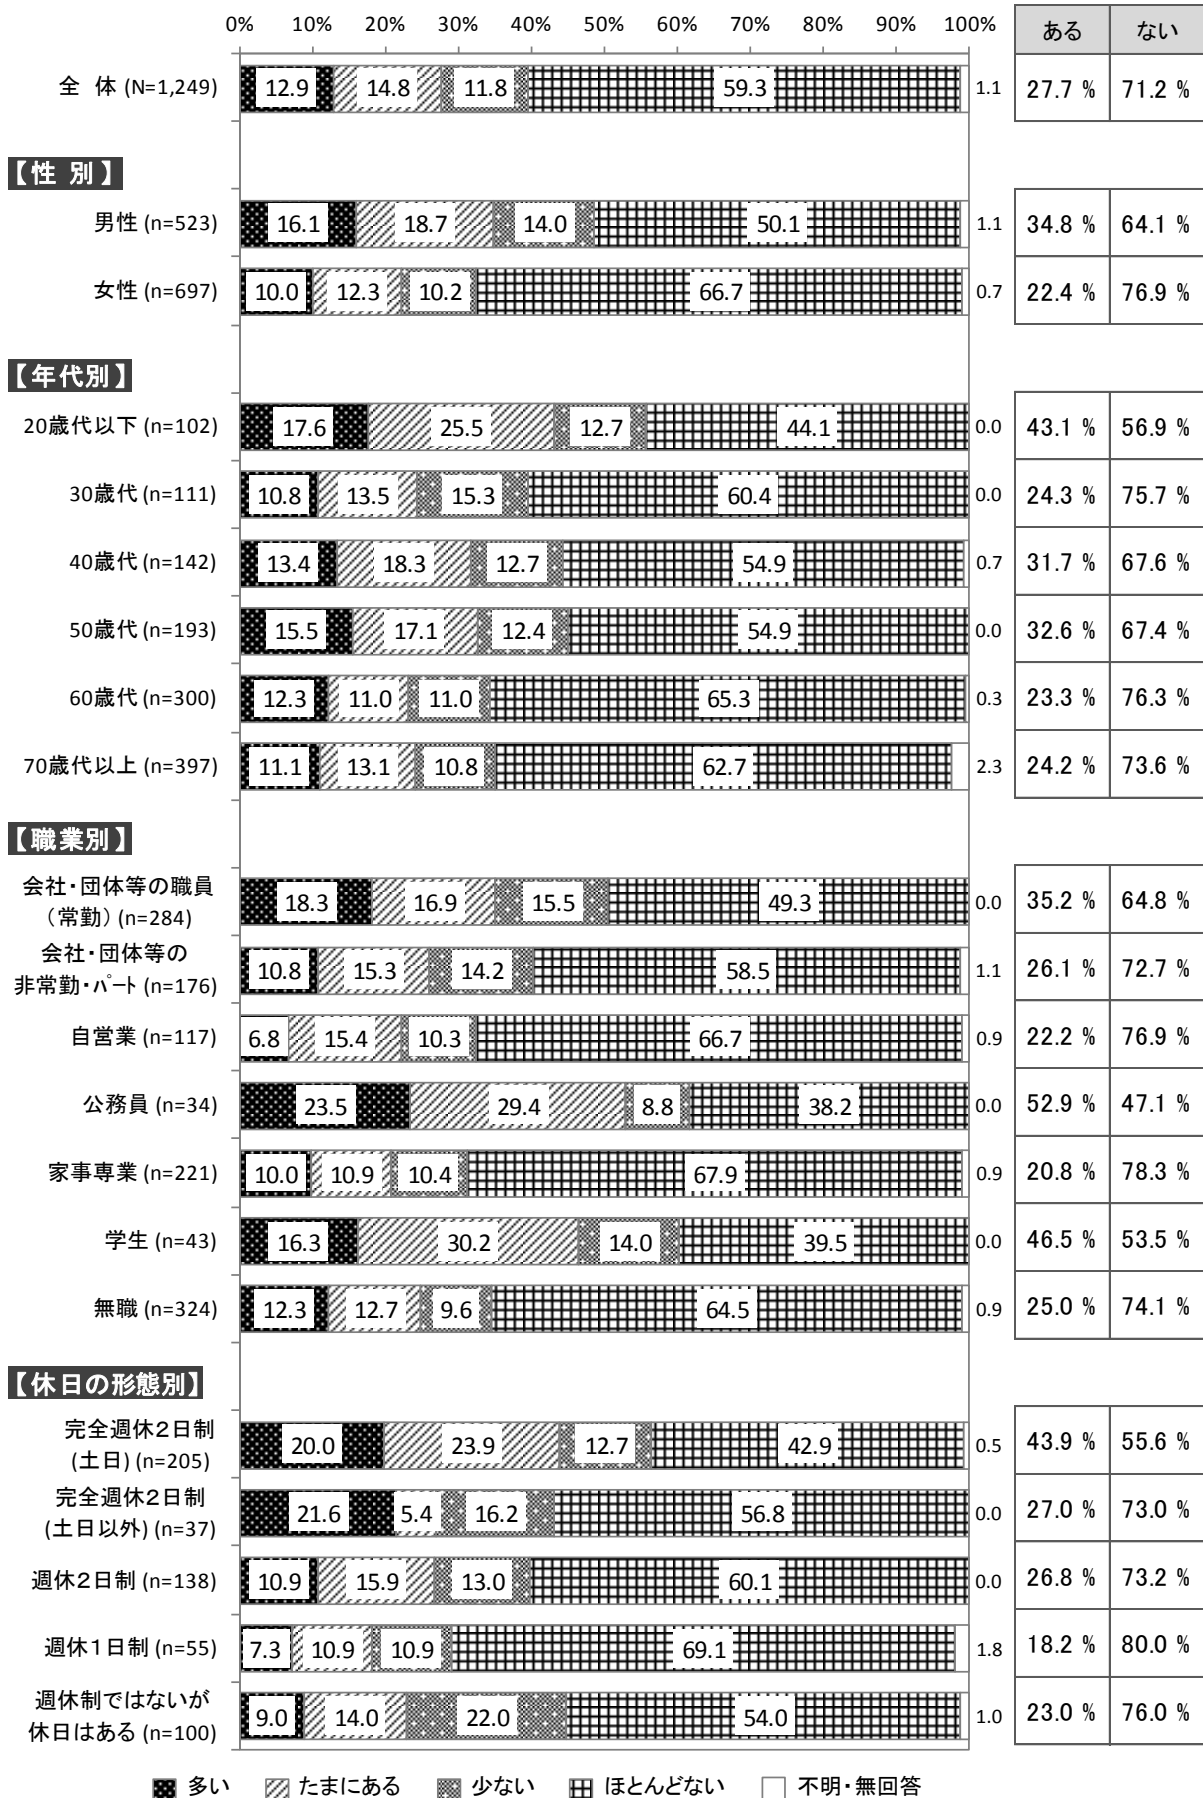 0% 10% 20% 30% 40% 50% 60% 70% 80% 90% 100% ある ない
全 体 (N=1,249) 12.9 14.8 11.8 59.3 1.1 27.7 % 71.2 %
【性 別】
男性 (n=523) 16.1 18.7 14.0 50.1 1.1 34.8 % 64.1 %
女性 (n=697) 10.0 12.3 10.2 66.7 0.7 22.4 % 76.9 %
【年代別】
20歳代以下 (n=102) 17.6 25.5 12.7 44.1 0.0 43.1 % 56.9 %
30歳代 (n=111) 10.8 13.5 15.3 60.4 0.0 24.3 % 75.7 %
40歳代 (n=142) 13.4 18.3 12.7 54.9 0.7 31.7 % 67.6 %
50歳代 (n=193) 15.5 17.1 12.4 54.9 0.0 32.6 % 67.4 %
60歳代 (n=300) 12.3 11.0 11.0 65.3 0.3 23.3 % 76.3 %
70歳代以上 (n=397) 11.1 13.1 10.8 62.7 2.3 24.2 % 73.6 %
【職業別】
会社・団体等の職員
（常勤）(n=284) 18.3 16.9 15.5 49.3 0.0 35.2 % 64.8 %
会社・団体等の
非常勤・パート (n=176) 10.8 15.3 14.2 58.5 1.1 26.1 % 72.7 %
自営業 (n=117) 6.8 15.4 10.3 66.7 0.9 22.2 % 76.9 %
公務員 (n=34) 23.5 29.4 8.8 38.2 0.0 52.9 % 47.1 %
家事専業 (n=221) 10.0 10.9 10.4 67.9 0.9 20.8 % 78.3 %
学生 (n=43) 16.3 30.2 14.0 39.5 0.0 46.5 % 53.5 %
無職 (n=324) 12.3 12.7 9.6 64.5 0.9 25.0 % 74.1 %
【休日の形態別】
完全週休２日制
(土日) (n=205) 20.0 23.9 12.7 42.9 0.5 43.9 % 55.6 %
完全週休２日制
(土日以外) (n=37) 21.6 5.4 16.2 56.8 0.0 27.0 % 73.0 %
週休２日制 (n=138) 10.9 15.9 13.0 60.1 0.0 26.8 % 73.2 %
週休１日制 (n=55) 7.3 10.9 10.9 69.1 1.8 18.2 % 80.0 %
週休制ではないが
休日はある (n=100) 9.0 14.0 22.0 54.0 1.0 23.0 % 76.0 %
多い たまにある 少ない ほとんどない 不明・無回答